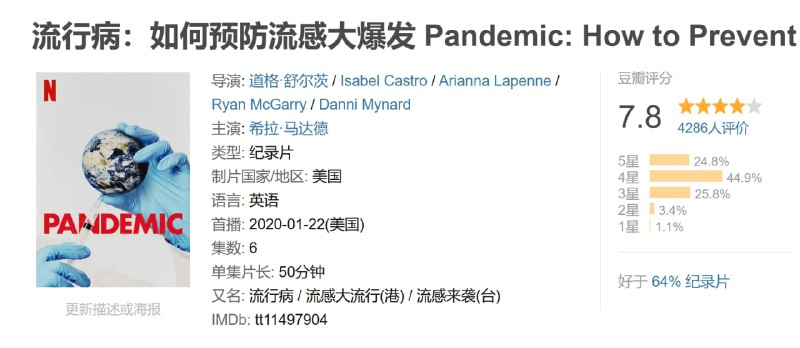 流行病：如何预防流感大爆发 Pandemic: How to Prevent
N
PANDEMIC
更新描述或海报
导演: 道格·舒尔茨 / Isabel Castro / Arianna Lapenne /
Ryan McGarry / Danni Mynard
主演: 希拉·马达德
类型: 纪录片
制片国家/地区: 美国
语言: 英语
首播: 2020-01-22(美国)
集数: 6
单集片长: 50分钟
又名: 流行病 / 流感大流行(港) / 流感来袭(台)
IMDb: tt11497904
豆瓣评分
7.8
4286人评价
5星 24.8%
4星 44.9%
3星 25.8%
2星 3.4%
1星 1.1%
好于 64% 纪录片